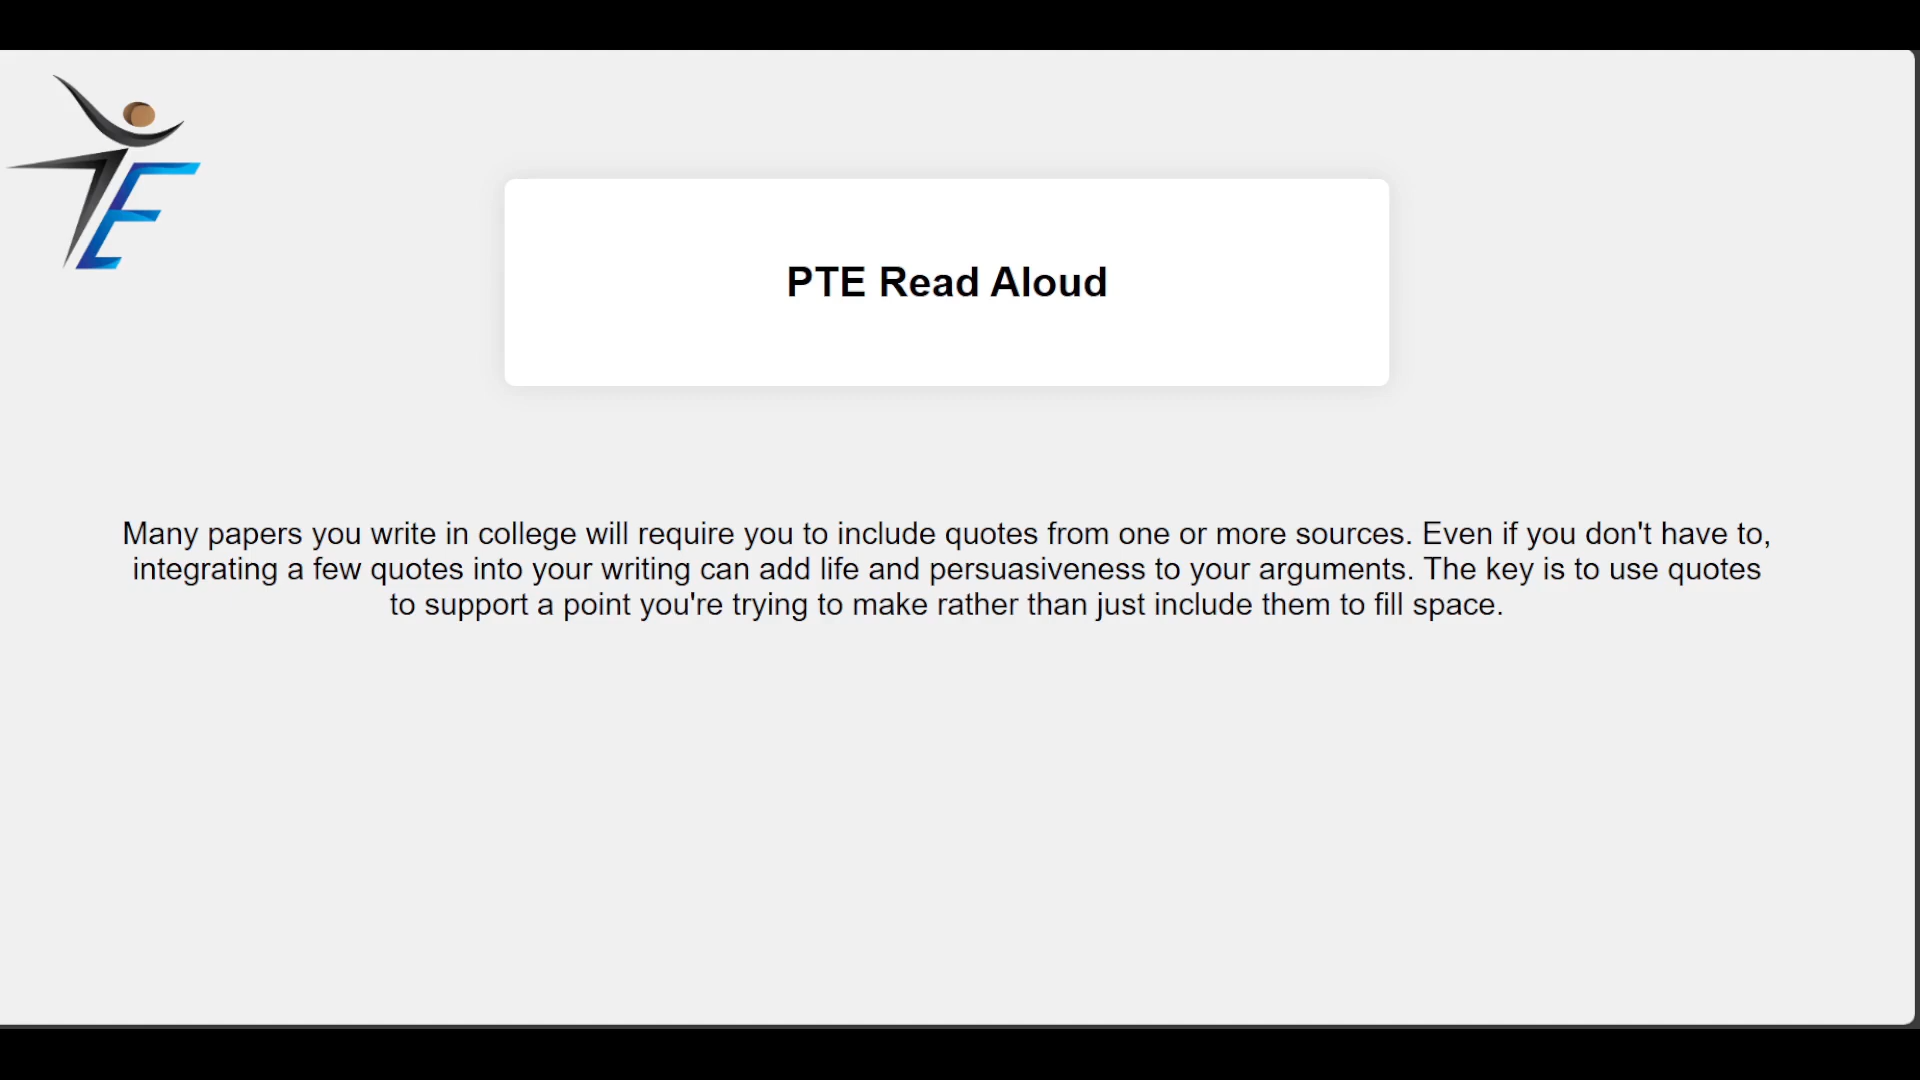 PTE Read Aloud
Many papers you write in college will require you to include quotes from one or more sources. Even if you don't have to,
integrating a few quotes into your writing can add life and persuasiveness to your arguments. The key is to use quotes
to support a point you're trying to make rather than just include them to fill space.